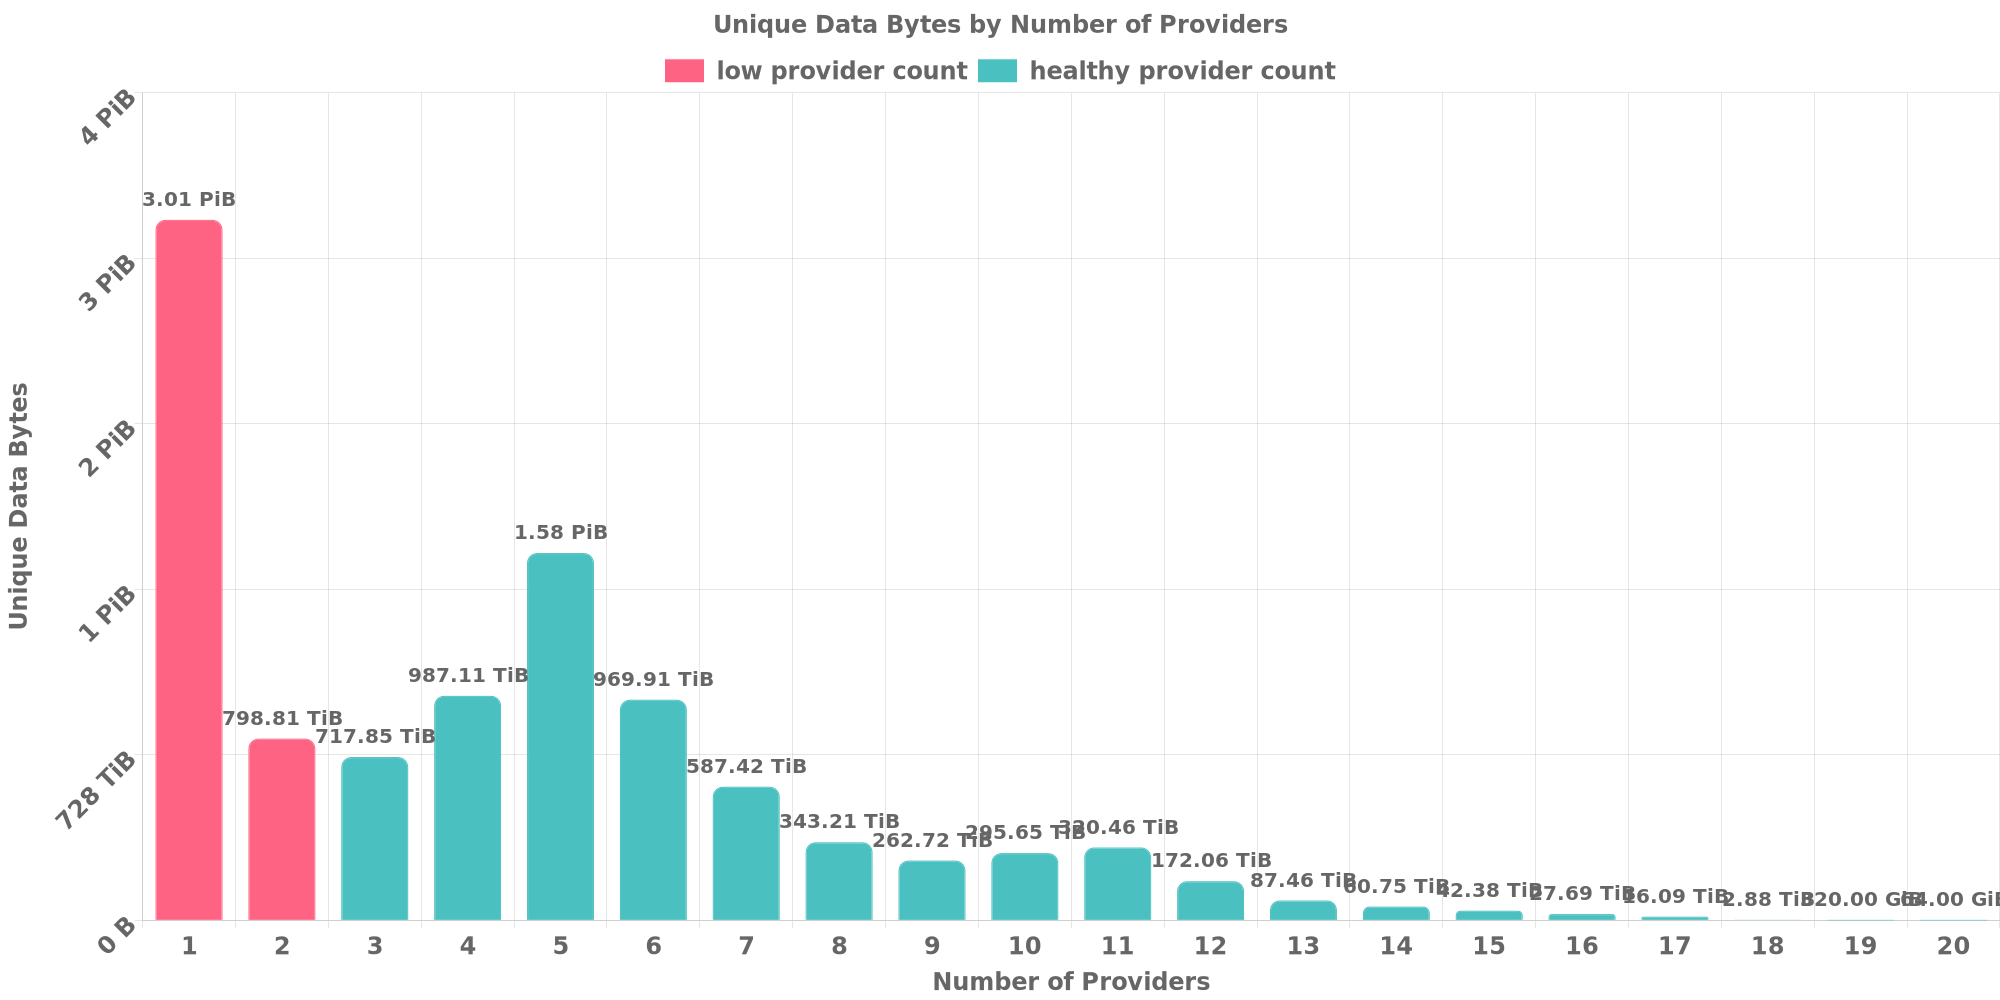 Unique Data Bytes by Number of Providers
low provider count
healthy provider count
Unique Data Bytes
4 PiB
3 PiB
2 PiB
1 PiB
728 TiB
0 B
3.01 PiB
798.81 TiB
717.85 TiB
987.11 TiB
1.58 PiB
969.91 TiB
587.42 TiB
343.21 TiB
262.72 TiB
295.65 TiB
320.46 TiB
172.06 TiB
87.46 TiB
60.75 TiB
42.38 TiB
27.69 TiB
16.09 TiB
2.88 TiB
320.00 GiB
64.00 GiB
1 2 3 4 5 6 7 8 9 10 11 12 13 14 15 16 17 18 19 20
Number of Providers